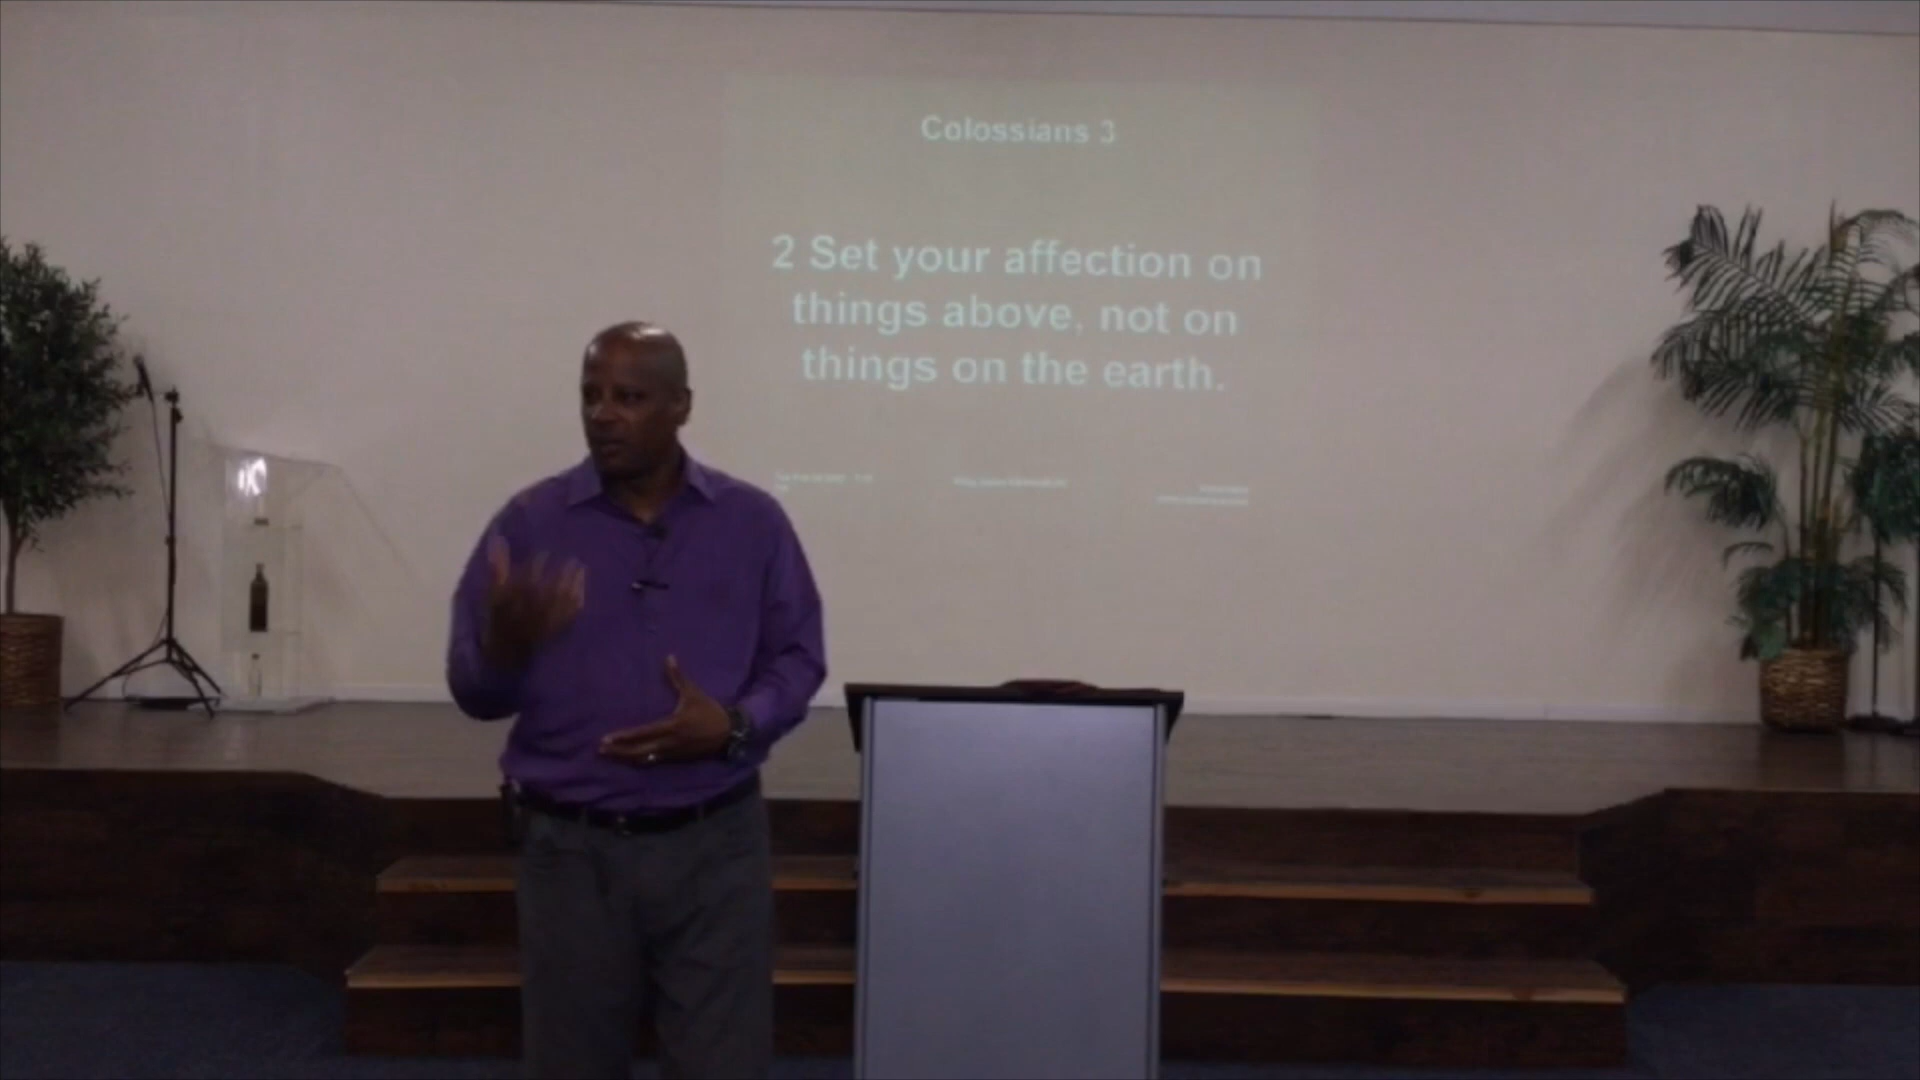 Colossians 3
2 Set your affection on
things above, not on
things on the earth.